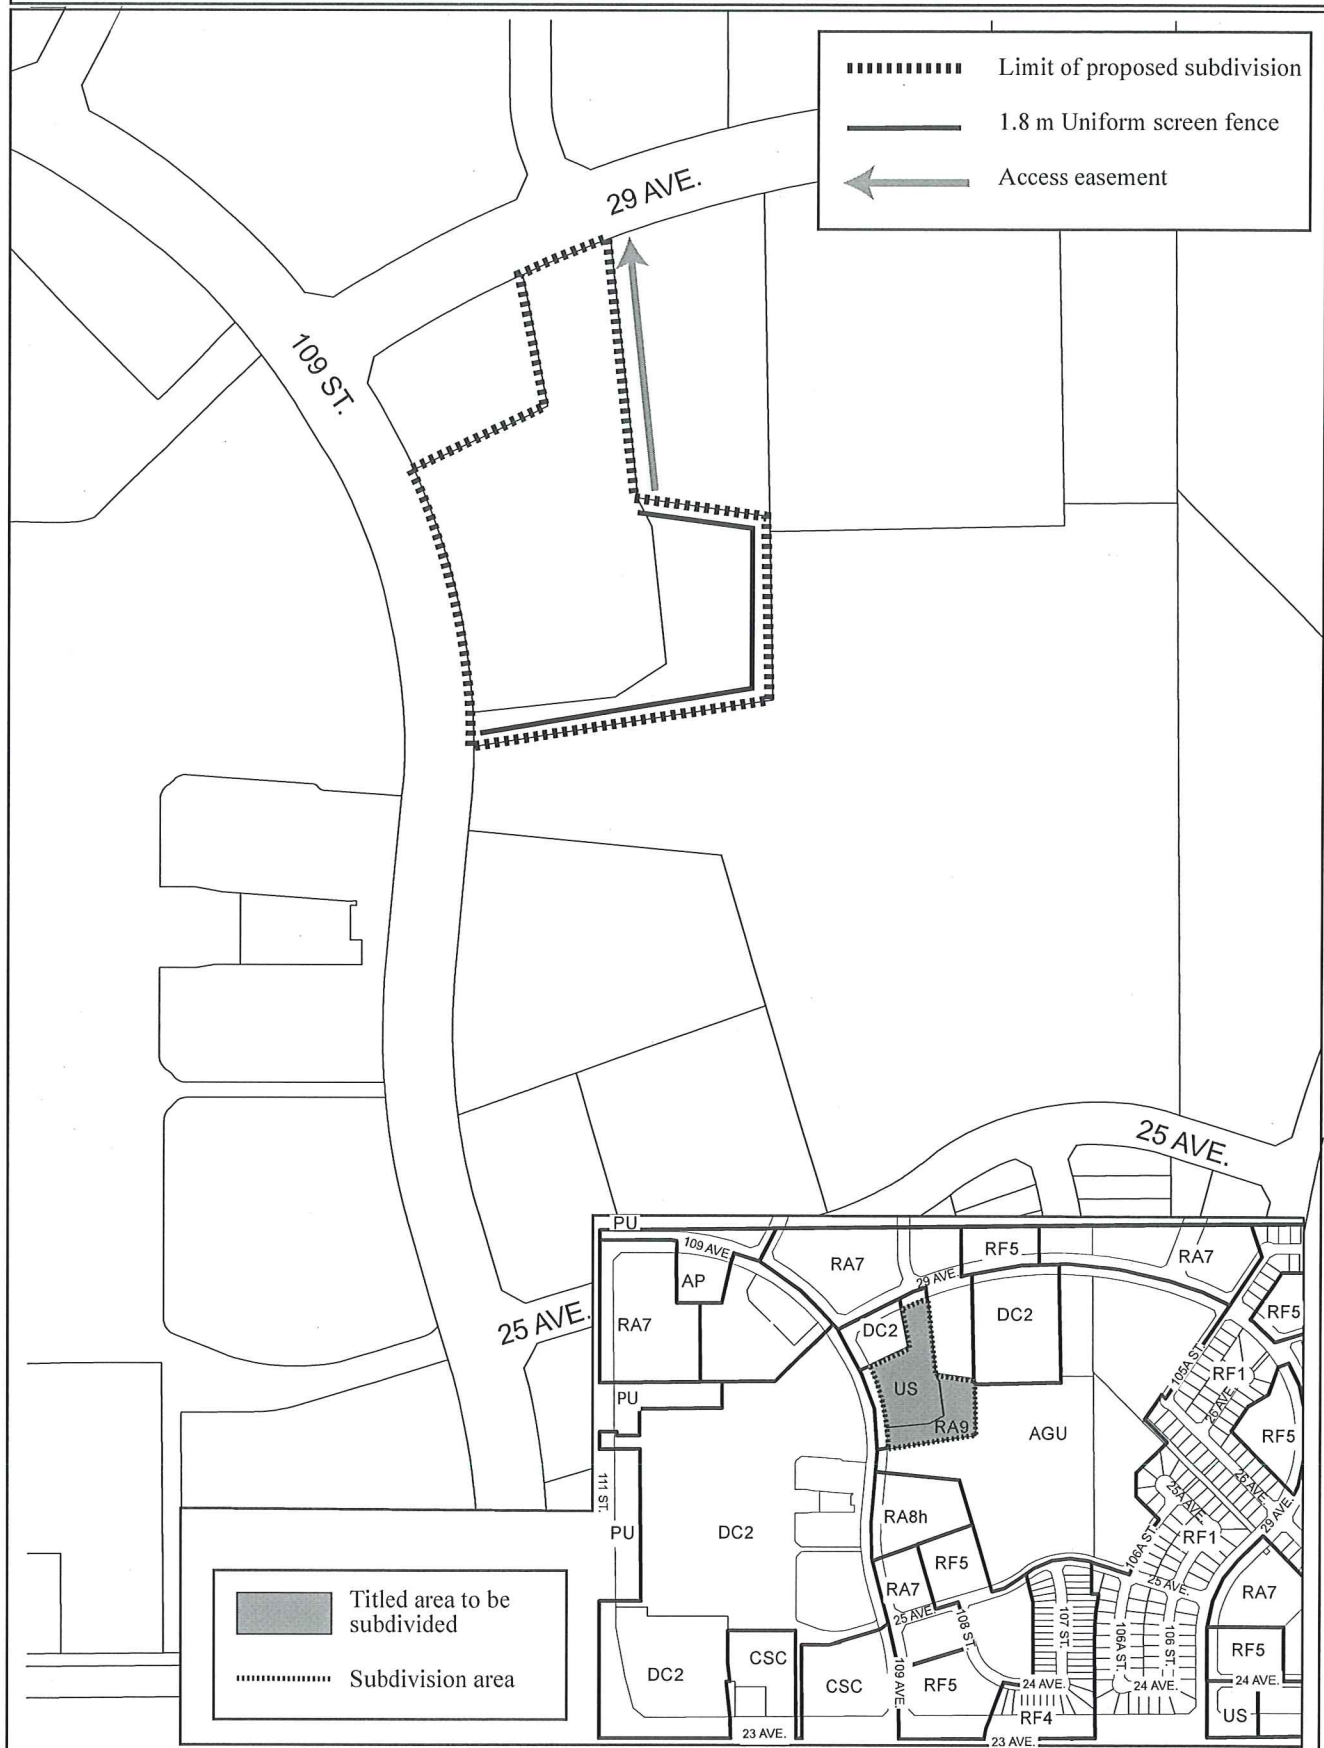 Limit of proposed subdivision
1.8 m Uniform screen fence
Access easement
29 AVE.
109 ST.
25 AVE.
25 AVE.
PU
109 AVE
RA7
RF5
RA7
AP
29 AVE.
RA7
DC2
DC2
RF5
105A ST.
RF1
US
26 AVE.
PU
RA9
AGU
RF5
111 ST.
26 AVE.
25A AVE.
29 AVE.
PU
DC2
RA8h
RF1
106A ST.
RF5
RA7
25 AVE.
RA7
25 AVE.
108 ST.
107 ST.
106A ST.
106 ST.
Titled area to be
subdivided
Subdivision area
DC2
CSC
CSC
109 AVE.
RF5
24 AVE.
24 AVE.
RF5
24 AVE.
RF4
US
23 AVE.
23 AVE.